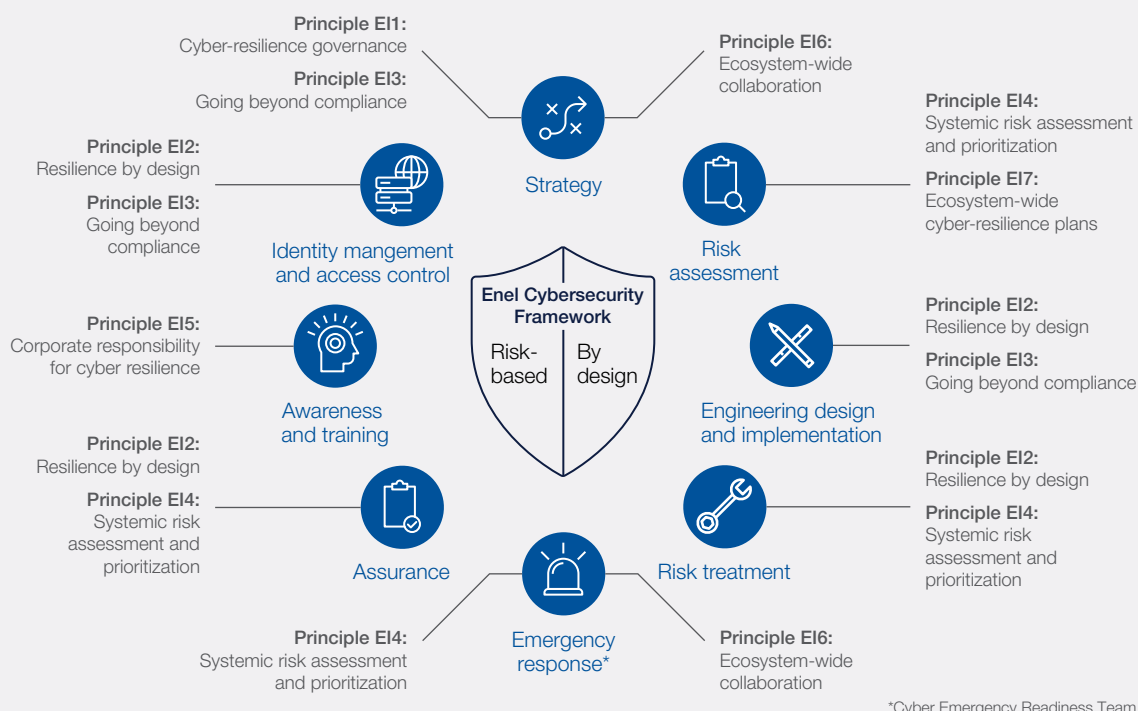 Principle EI1:
Cyber-resilience governance
Principle EI3:
Going beyond compliance
Principle EI6:
Ecosystem-wide
collaboration
Strategy
Principle EI4:
Systemic risk assessment
and prioritization
Principle EI7:
Ecosystem-wide
cyber-resilience plans
Risk
assessment
Principle EI2:
Resilience by design
Principle EI3:
Going beyond
compliance
Identity mangement
and access control
Enel Cybersecurity
Framework
Risk-
based
By
design
Principle EI2:
Resilience by design
Principle EI3:
Going beyond compliance
Engineering design
and implementation
Principle EI5:
Corporate responsibility
for cyber resilience
Awareness
and training
Principle EI2:
Resilience by design
Principle EI4:
Systemic risk
assessment and
prioritization
Risk treatment
Principle EI2:
Resilience by design
Principle EI4:
Systemic risk
assessment and
prioritization
Assurance
Principle EI4:
Systemic risk assessment
and prioritization
Emergency
response*
Principle EI6:
Ecosystem-wide
collaboration
*Cyber Emergency Readiness Team